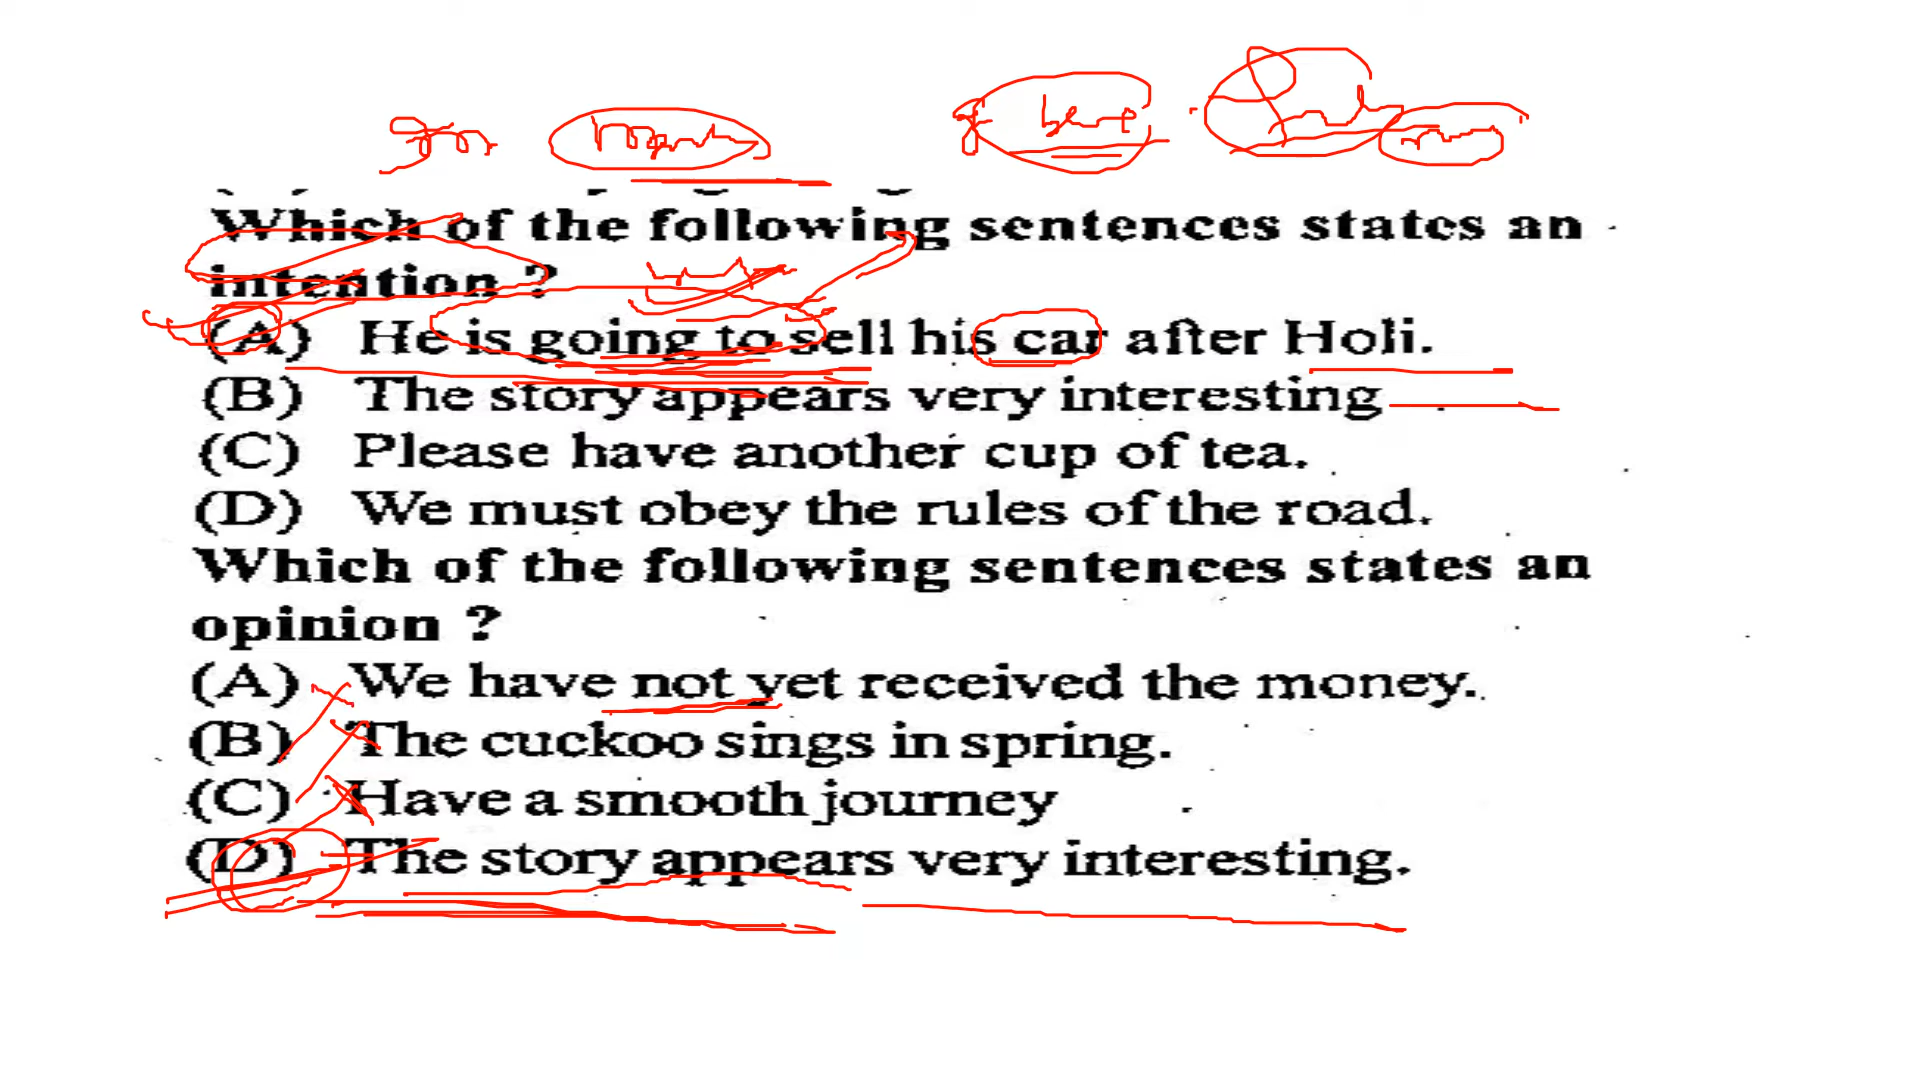 Which of the following sentences states an
intention ?
(A) He is going to sell his car after Holi.
(B) The story appears very interesting
(C) Please have another cup of tea.
(D) We must obey the rules of the road.
Which of the following sentences states an
opinion ?
(A) We have not yet received the money.
(B) The cuckoo sings in spring.
(C) Have a smooth journey
(D) The story appears very interesting.